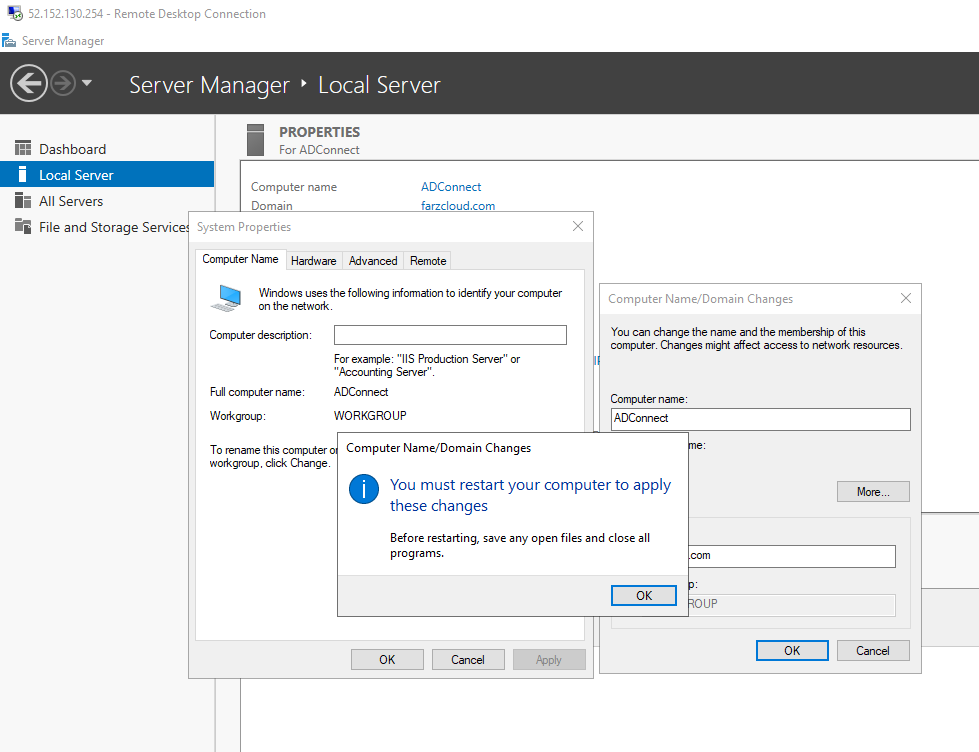 52.152.130.254 - Remote Desktop Connection
Server Manager
Server Manager Local Server
Dashboard
Local Server
All Servers
File and Storage Services
PROPERTIES
For ADConnect
Computer name ADConnect
Domain farzcloud.com
System Properties
Computer Name Hardware Advanced Remote
Windows uses the following information to identify your computer
on the network.
Computer description:
For example: "IIS Production Server" or
"Accounting Server".
Full computer name: ADConnect
Workgroup: WORKGROUP
To rename this computer or
workgroup, click Change.
OK Cancel Apply
Computer Name/Domain Changes
You can change the name and the membership of this
computer. Changes might affect access to network resources.
Computer name:
ADConnect
me:
More...
.com
p:
ROUP
OK Cancel
Computer Name/Domain Changes
You must restart your computer to apply
these changes
Before restarting, save any open files and close all
programs.
OK